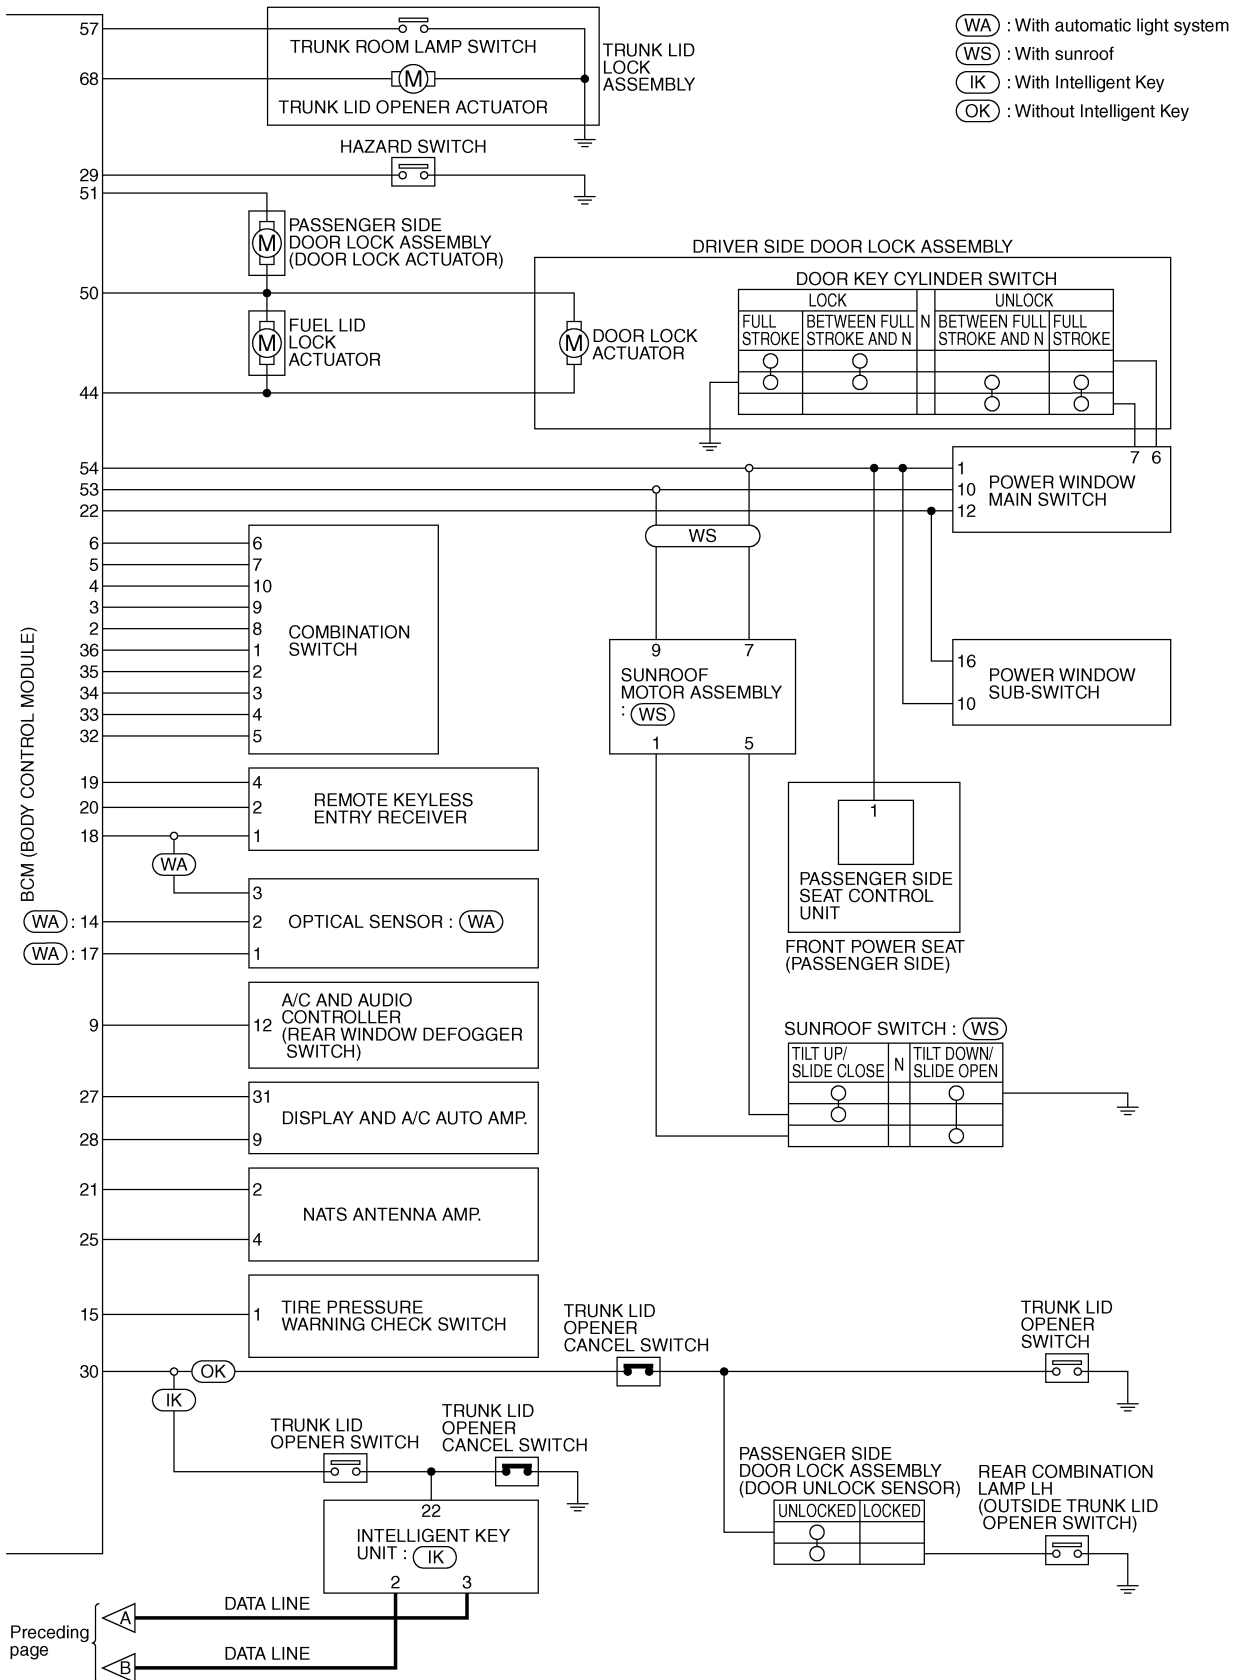 57
TRUNK ROOM LAMP SWITCH
68
M
TRUNK LID OPENER ACTUATOR
TRUNK LID
LOCK
ASSEMBLY
WA : With automatic light system
WS : With sunroof
IK : With Intelligent Key
OK : Without Intelligent Key
HAZARD SWITCH
29
51
M
PASSENGER SIDE
DOOR LOCK ASSEMBLY
(DOOR LOCK ACTUATOR)
50
M
FUEL LID
LOCK
ACTUATOR
44
M
DOOR LOCK
ACTUATOR
DRIVER SIDE DOOR LOCK ASSEMBLY
DOOR KEY CYLINDER SWITCH
LOCK
N
UNLOCK
FULL
STROKE
BETWEEN FULL
STROKE AND N
BETWEEN FULL
STROKE AND N
FULL
STROKE
54
53
22
7 6
1
10
12
POWER WINDOW
MAIN SWITCH
WS
BCM (BODY CONTROL MODULE)
6 6
5 7
4 10
3 9
2 8
36 1
35 2
34 3
33 4
32 5
COMBINATION
SWITCH
9 7
SUNROOF
MOTOR ASSEMBLY
: WS
1 5
16
10
POWER WINDOW
SUB-SWITCH
19 4
20 2
18 1
REMOTE KEYLESS
ENTRY RECEIVER
WA
3
WA : 14 2
WA : 17 1
OPTICAL SENSOR : WA
1
PASSENGER SIDE
SEAT CONTROL
UNIT
FRONT POWER SEAT
(PASSENGER SIDE)
9 12
A/C AND AUDIO
CONTROLLER
(REAR WINDOW DEFOGGER
SWITCH)
SUNROOF SWITCH : WS
TILT UP/
SLIDE CLOSE
N
TILT DOWN/
SLIDE OPEN
27 31
28 9
DISPLAY AND A/C AUTO AMP.
21 2
25 4
NATS ANTENNA AMP.
15 1
TIRE PRESSURE
WARNING CHECK SWITCH
30
OK
IK
TRUNK LID
OPENER
CANCEL SWITCH
TRUNK LID
OPENER
SWITCH
TRUNK LID
OPENER SWITCH
TRUNK LID
OPENER
CANCEL SWITCH
PASSENGER SIDE
DOOR LOCK ASSEMBLY
(DOOR UNLOCK SENSOR)
UNLOCKED LOCKED
REAR COMBINATION
LAMP LH
(OUTSIDE TRUNK LID
OPENER SWITCH)
22
INTELLIGENT KEY
UNIT : IK
2 3
Preceding
page
A
DATA LINE
B
DATA LINE